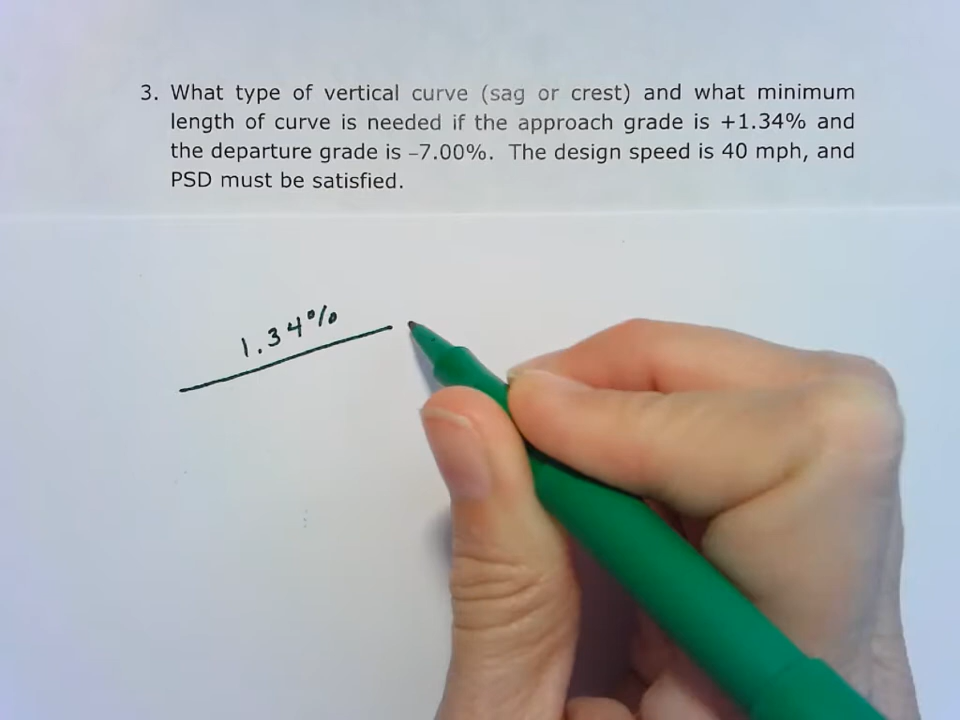 3. What type of vertical curve (sag or crest) and what minimum
length of curve is needed if the approach grade is +1.34% and
the departure grade is –7.00%. The design speed is 40 mph, and
PSD must be satisfied.
1.34%